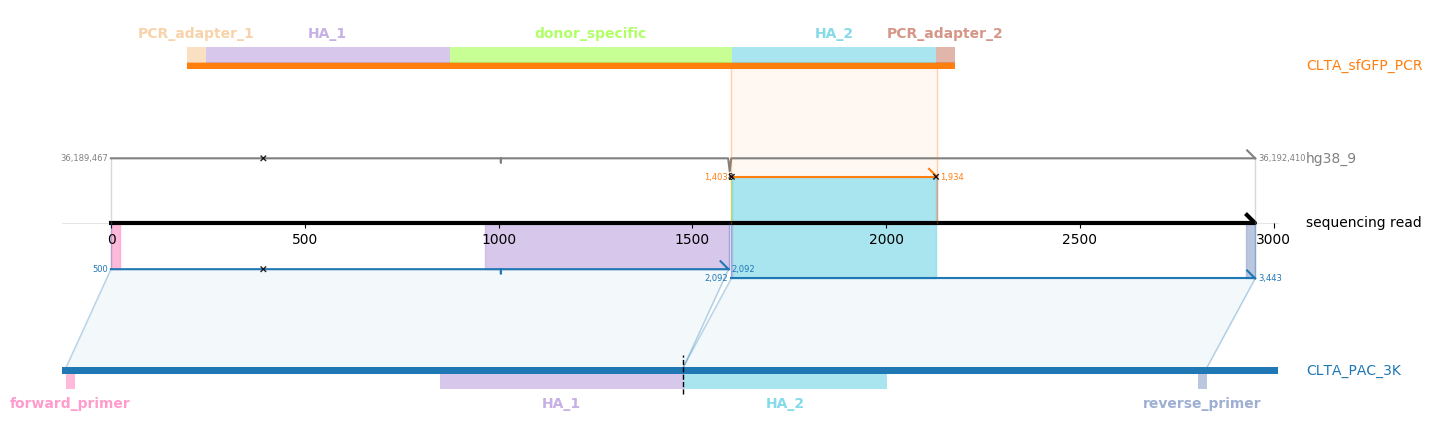 PCR_adapter_1 HA_1 donor_specific HA_2 PCR_adapter_2
CLTA_sfGFP_PCR
36,189,467 36,192,410 hg38_9
1,403 1,934
sequencing read
0 500 1000 1500 2000 2500 3000
500 2,092
2,092 3,443
CLTA_PAC_3K
forward_primer HA_1 HA_2 reverse_primer